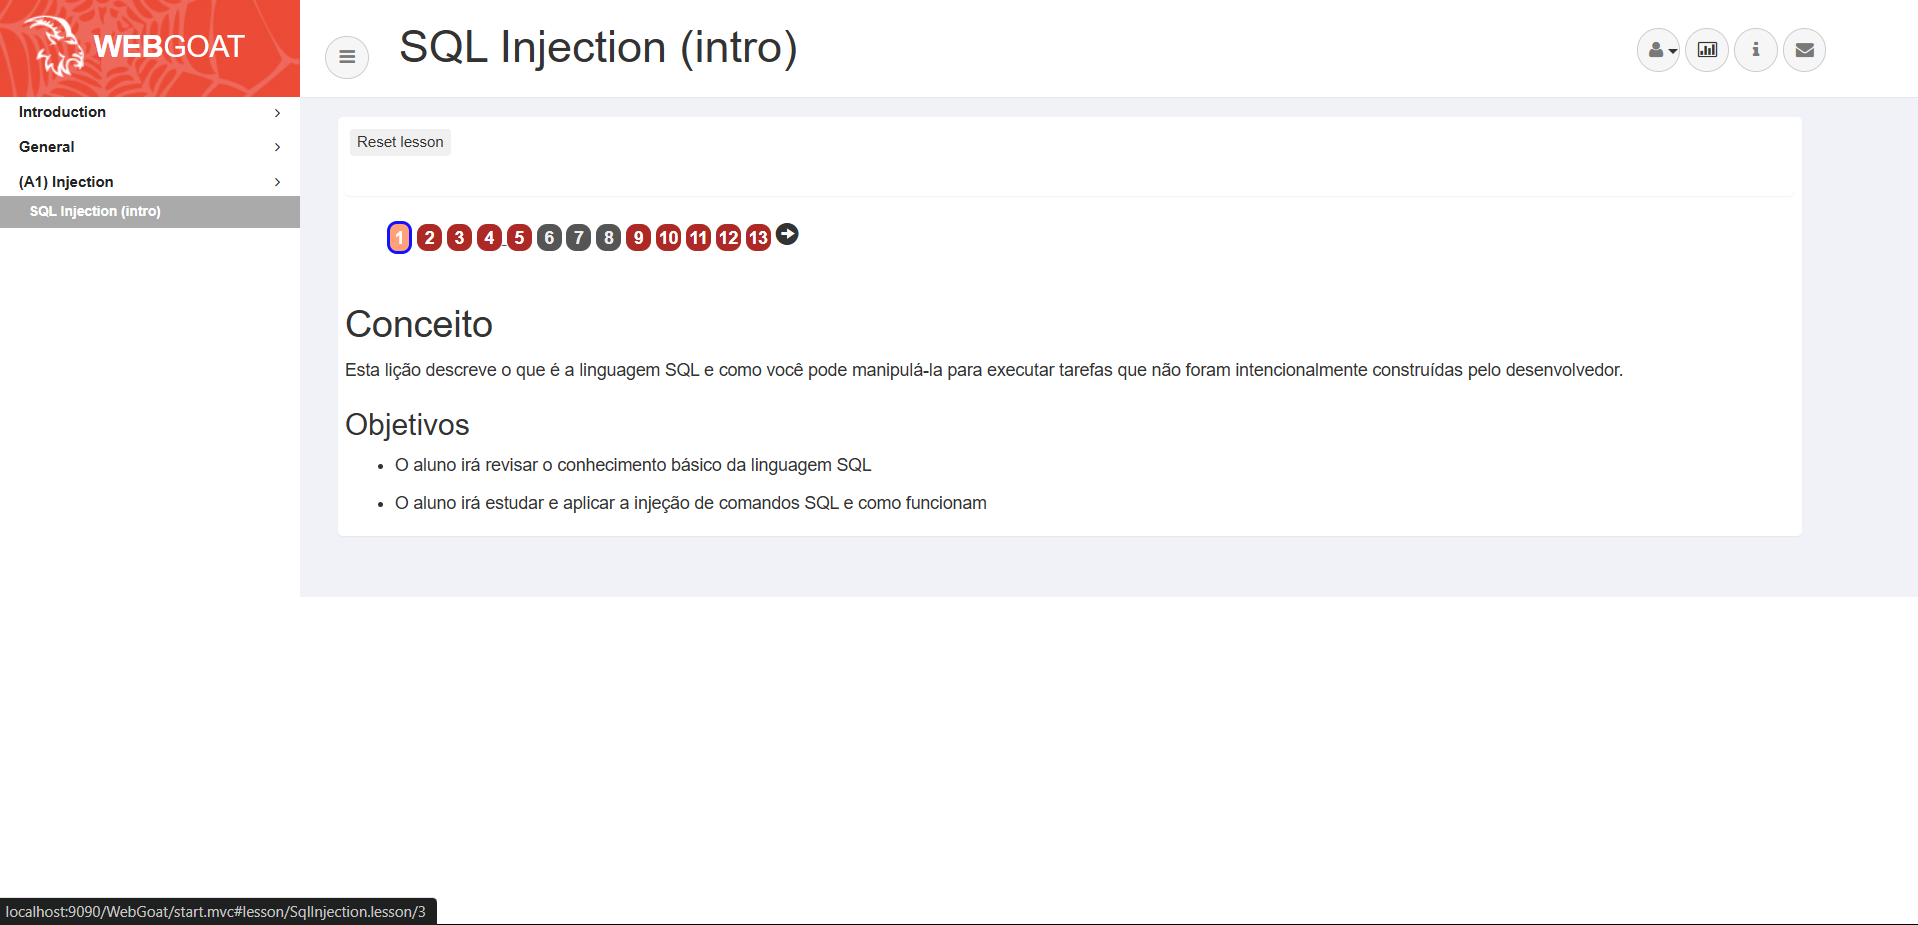 WEBGOAT
SQL Injection (intro)
Introduction
General
(A1) Injection
SQL Injection (intro)
Reset lesson
1 2 3 4 5 6 7 8 9 10 11 12 13
Conceito
Esta lição descreve o que é a linguagem SQL e como você pode manipulá-la para executar tarefas que não foram intencionalmente construídas pelo desenvolvedor.
Objetivos
• O aluno irá revisar o conhecimento básico da linguagem SQL
• O aluno irá estudar e aplicar a injeção de comandos SQL e como funcionam
localhost:9090/WebGoat/start.mvc#lesson/SqlInjection.lesson/3